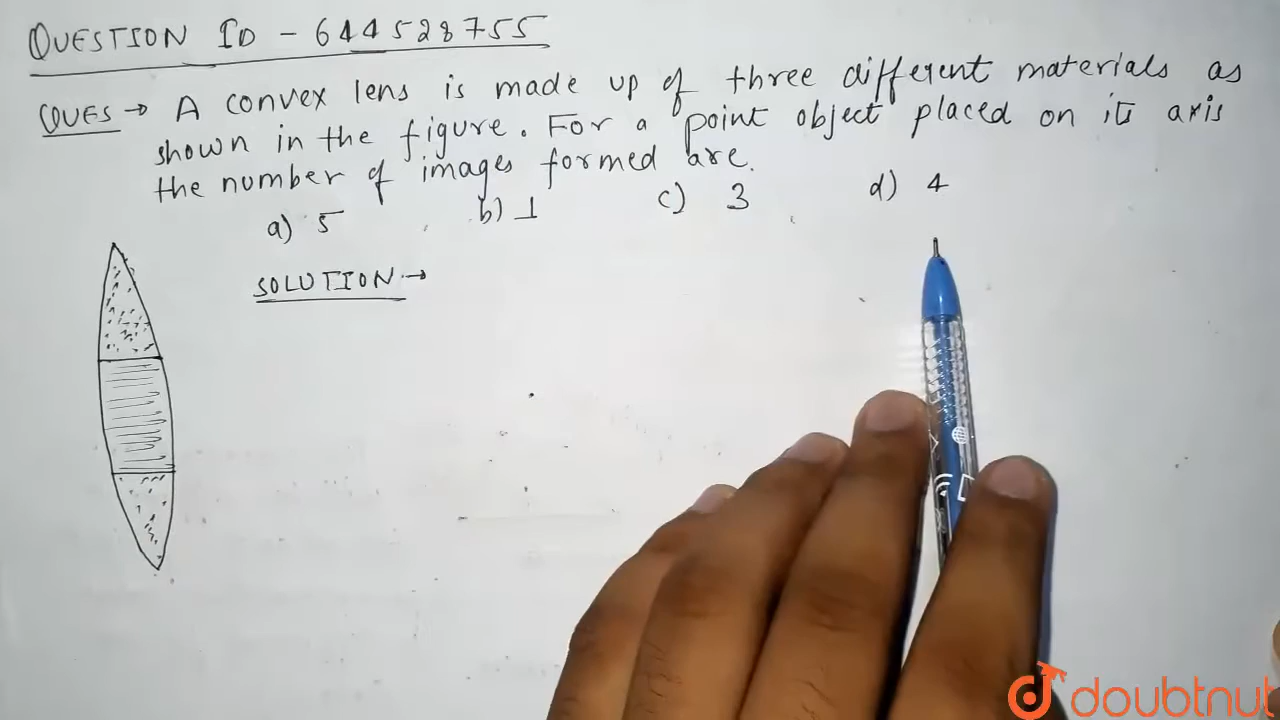 QUESTION ID - 644528755
QUES → A convex lens is made up of three different materials as
shown in the figure. For a point object placed on its axis
the number of images formed are.
a) 5 b) 1 c) 3 d) 4
SOLUTION →
doubtnut